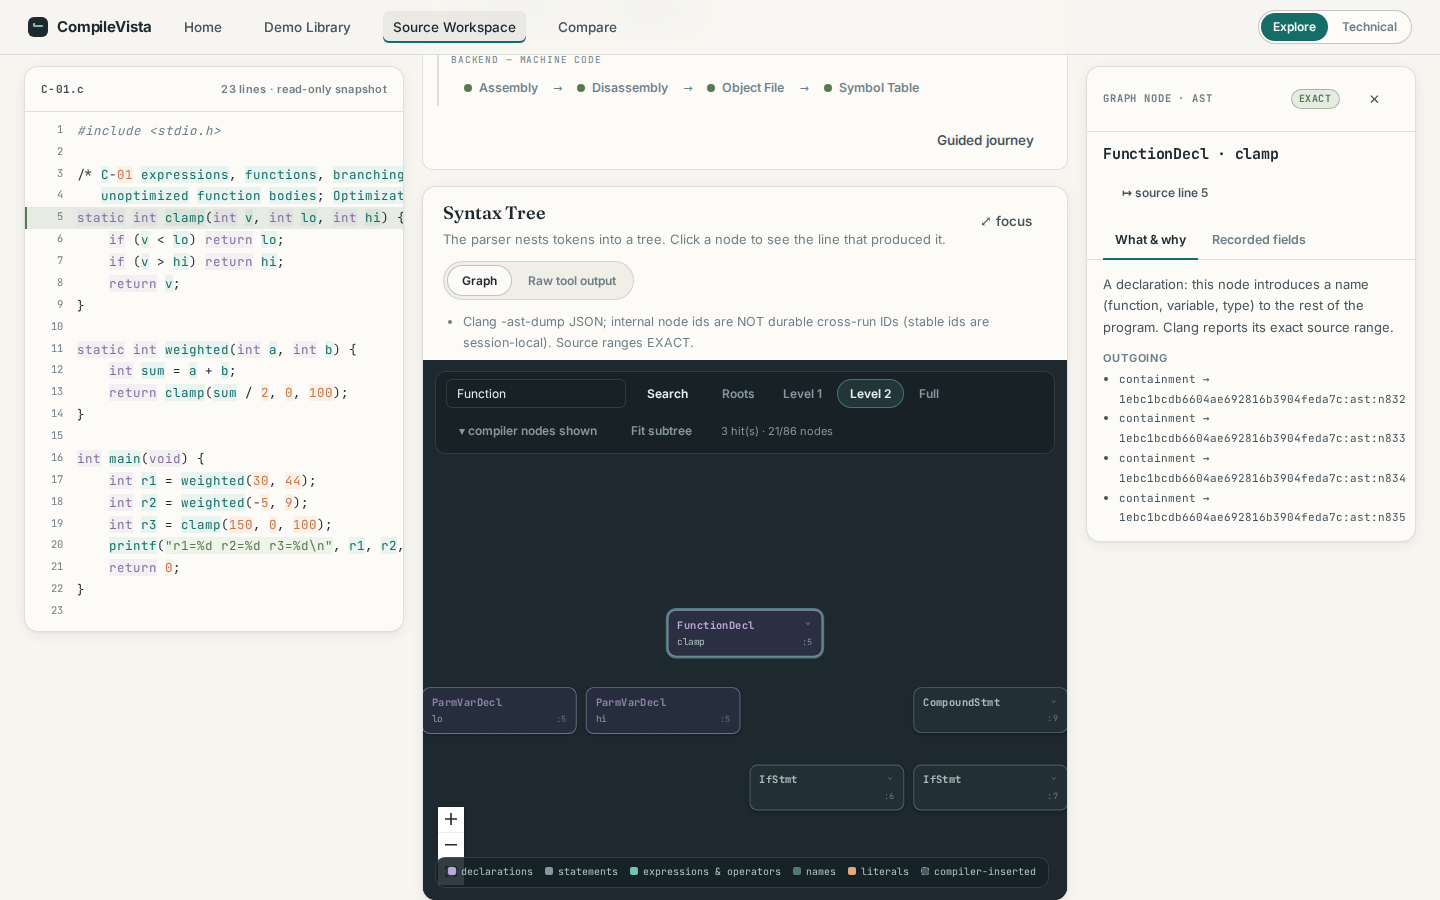 CompileVista
Home
Demo Library
Source Workspace
Compare
Explore
Technical
C-01.c
23 lines · read-only snapshot
1 #include <stdio.h>
2
3 /* C-01 expressions, functions, branching
4 unoptimized function bodies; Optimizat
5 static int clamp(int v, int lo, int hi) {
6 if (v < lo) return lo;
7 if (v > hi) return hi;
8 return v;
9 }
10
11 static int weighted(int a, int b) {
12 int sum = a + b;
13 return clamp(sum / 2, 0, 100);
14 }
15
16 int main(void) {
17 int r1 = weighted(30, 44);
18 int r2 = weighted(-5, 9);
19 int r3 = clamp(150, 0, 100);
20 printf("r1=%d r2=%d r3=%d\n", r1, r2,
21 return 0;
22 }
23
BACKEND — MACHINE CODE
Assembly → Disassembly → Object File → Symbol Table
Guided journey
Syntax Tree
⤢ focus
The parser nests tokens into a tree. Click a node to see the line that produced it.
Graph
Raw tool output
• Clang -ast-dump JSON; internal node ids are NOT durable cross-run IDs (stable ids are
session-local). Source ranges EXACT.
Function
Search
Roots
Level 1
Level 2
Full
▾ compiler nodes shown
Fit subtree
3 hit(s) · 21/86 nodes
FunctionDecl
clamp :5
ParmVarDecl
lo :5
ParmVarDecl
hi :5
CompoundStmt
:9
IfStmt
:6
IfStmt
:7
+
−
declarations
statements
expressions & operators
names
literals
compiler-inserted
GRAPH NODE · AST
EXACT
×
FunctionDecl · clamp
↦ source line 5
What & why
Recorded fields
A declaration: this node introduces a name
(function, variable, type) to the rest of the
program. Clang reports its exact source range.
OUTGOING
• containment →
1ebc1bcdb6604ae692816b3904feda7c:ast:n832
• containment →
1ebc1bcdb6604ae692816b3904feda7c:ast:n833
• containment →
1ebc1bcdb6604ae692816b3904feda7c:ast:n834
• containment →
1ebc1bcdb6604ae692816b3904feda7c:ast:n835